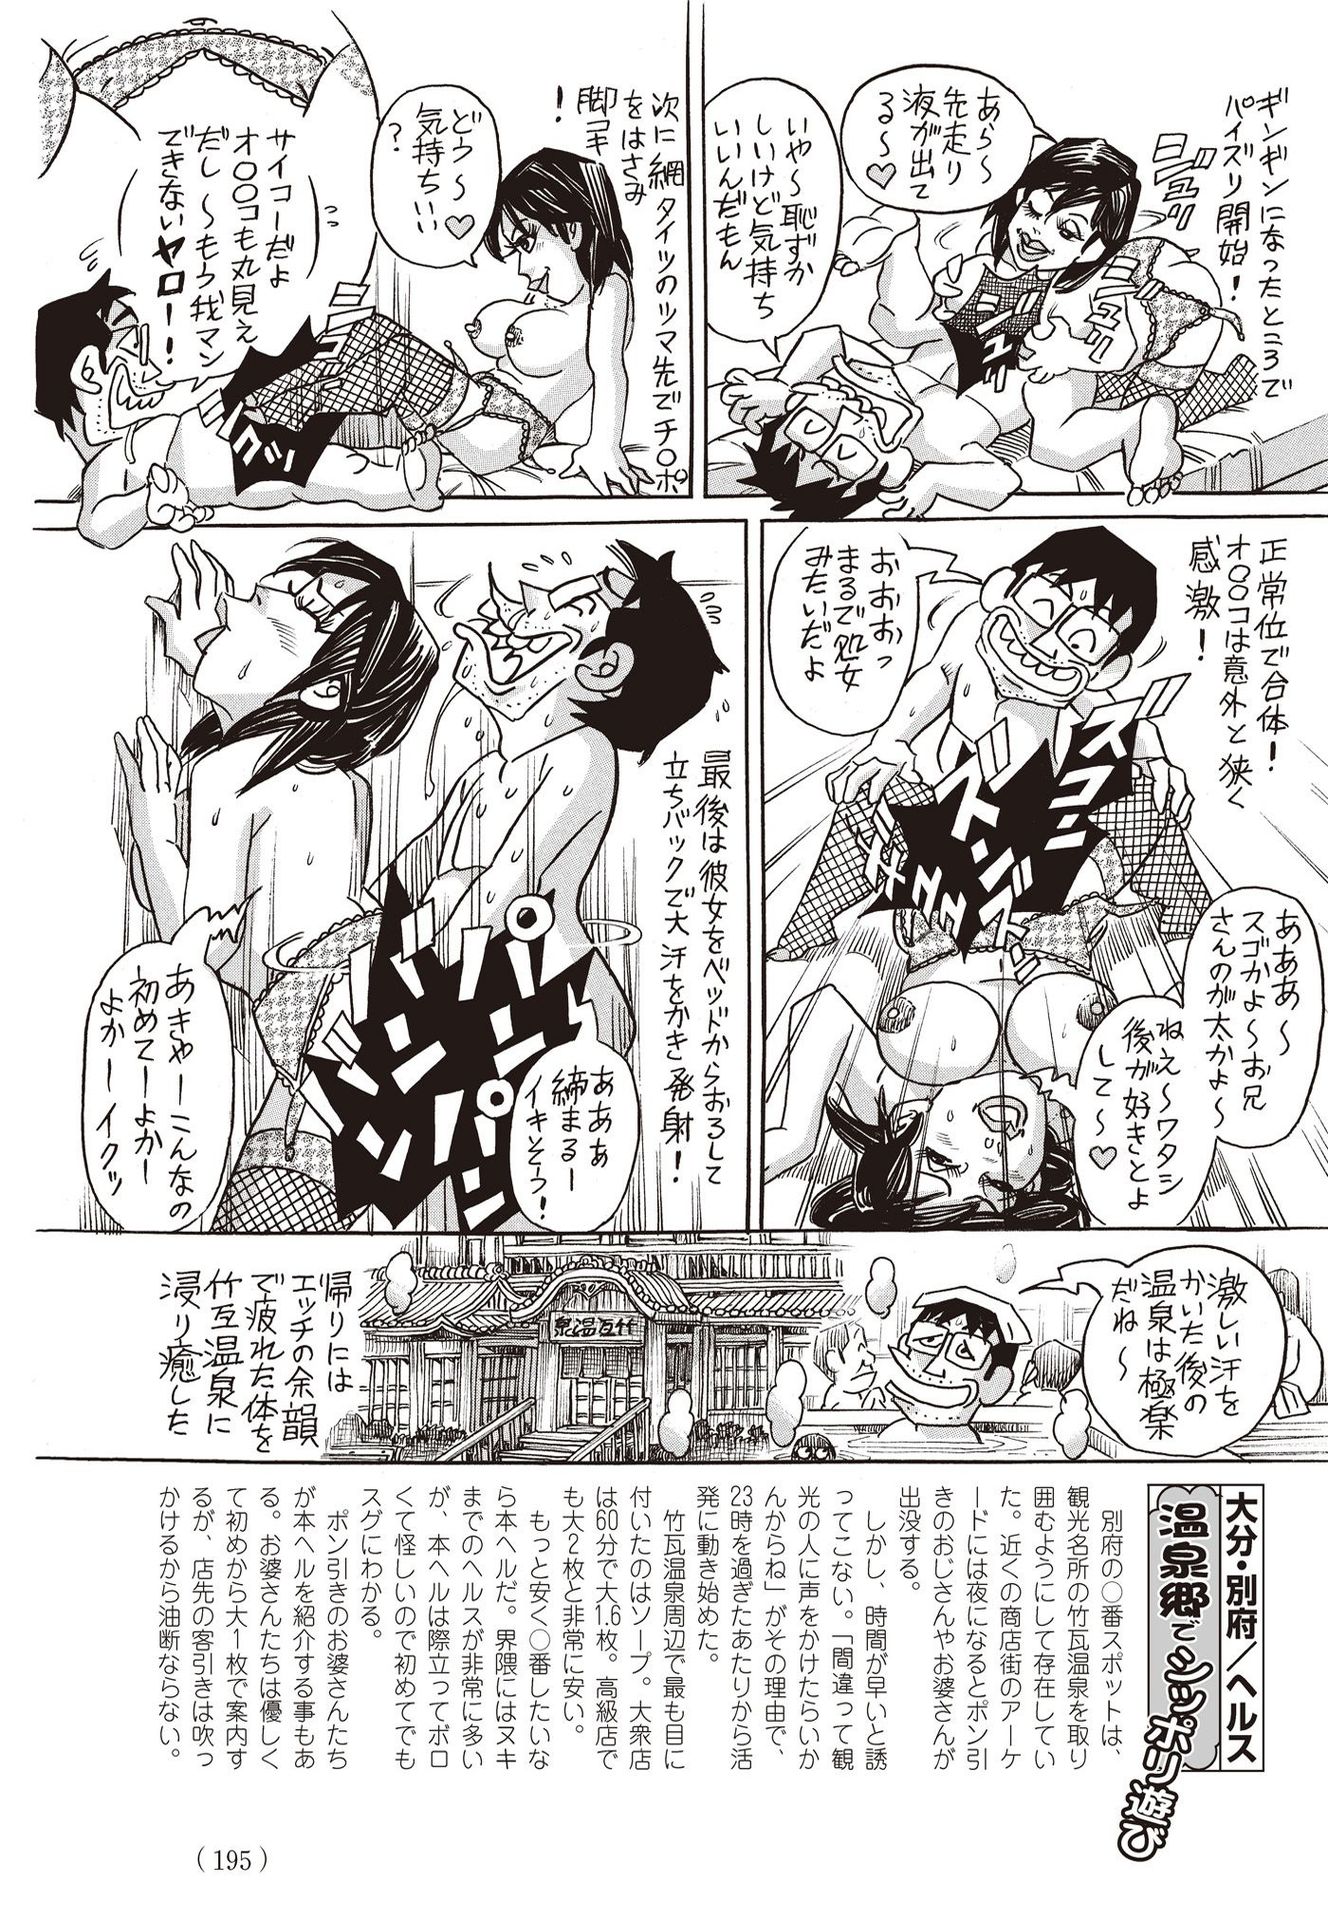 ギンギンになったところで
パイズリ開始！
あら〜
先走り
液が出て
る〜♡
いや〜恥ずか
しいけど気持ち
いいんだもん
ニュッ
ニュッ
ニュ
ニュ
次に網タイツのツマ先でチ○ポ
をはさみ
脚コキ
！
どう〜
気持ちいい♡
？
サイコーだよ
オ○○コも丸見え
だし〜もう我マン
できないヤロー！！
正常位で合体！
オ○○コは意外と狭く
感激！
おおおっ
まるで処女
みたいだよ
ズコン
ズン
ズン
ああ〜
スゴかよ〜お兄
さんのが太かよ〜
ねえ〜ワタシ
後が好きとよ
して〜♡
最後は彼女をベッドからおろして
立ちバックで大汗をかき発射！
パン
パン
パン
パン
あああ
締まるー
イキそう！
あきゃーこんなの
初めてーよかー
よかーイクッ
激しい汗を
かいた後の
温泉は極楽
だね〜
竹瓦温泉
帰りには
エッチの余韻
で疲れた体を
竹瓦温泉に
浸り癒した
大分・別府／ヘルス
温泉郷でシッポリ遊び
別府の○番スポットは、
観光名所の竹瓦温泉を取り
囲むようにして存在してい
た。近くの商店街のアーケ
ードには夜になるとポン引
きのおじさんやお婆さんが
出没する。
しかし、時間が早いと誘
ってこない。「間違って観
光の人に声をかけたらいか
んからね」がその理由で、
23時を過ぎたあたりから活
発に動き始めた。
竹瓦温泉周辺で最も目に
付いたのはソープ。大衆店
は60分で大1.6枚。高級店で
も大2枚と非常に安い。
もっと安く○番したいな
ら本ヘルだ。界隈にはヌキ
までのヘルスが非常に多い
が、本ヘルは際立ってボロ
くて怪しいので初めてでも
スグにわかる。
ポン引きのお婆さんたち
が本ヘルを紹介する事もあ
る。お婆さんたちは優しく
て初めから大1枚で案内す
るが、店先の客引きは吹っ
かけるから油断ならない。
（195）